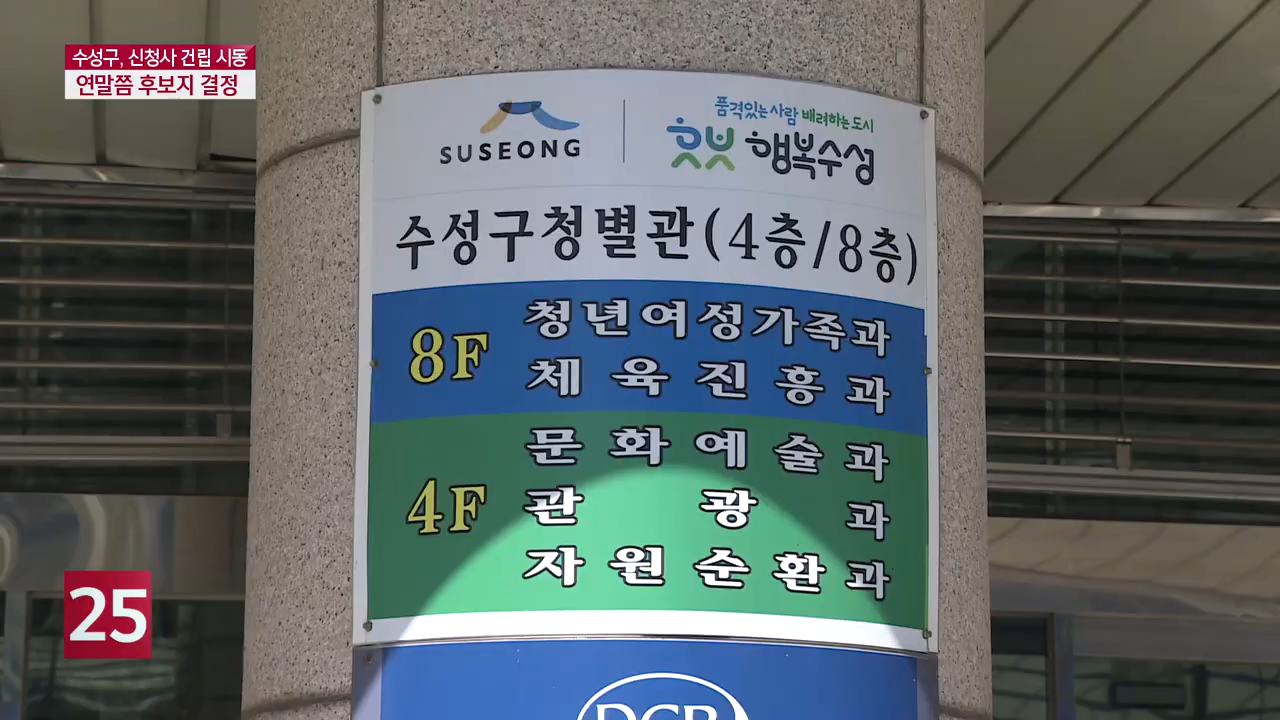 수성구, 신청사 건립 시동
연말쯤 후보지 결정
SUSEONG
품격있는 사람 배려하는 도시
행복수성
수성구청별관(4층/8층)
8F
청년여성가족과
체육진흥과
4F
문화예술과
관광과
자원순환과
25
DGB